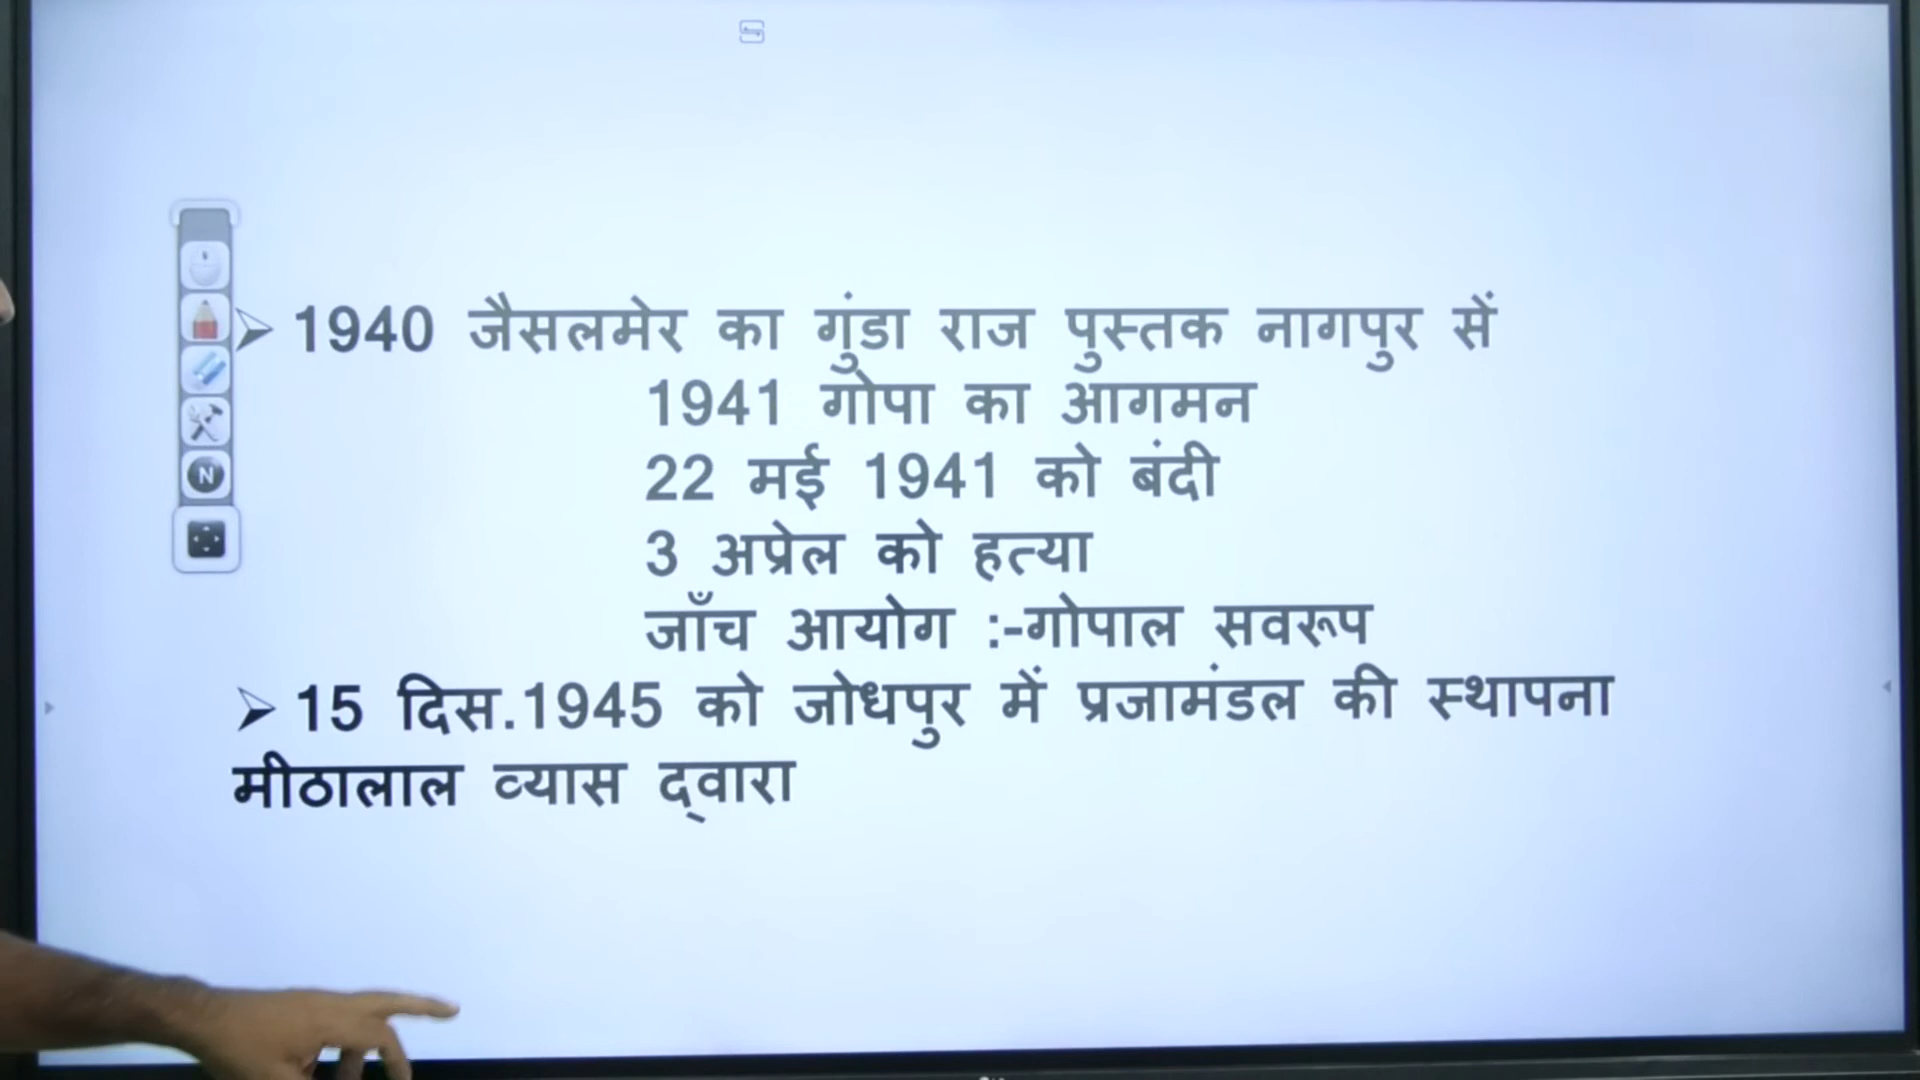 1940 जैसलमेर का गुंडा राज पुस्तक नागपुर सें
1941 गोपा का आगमन
22 मई 1941 को बंदी
3 अप्रेल को हत्या
जाँच आयोग :-गोपाल सवरूप
15 दिस.1945 को जोधपुर में प्रजामंडल की स्थापना
मीठालाल व्यास द्वारा
N